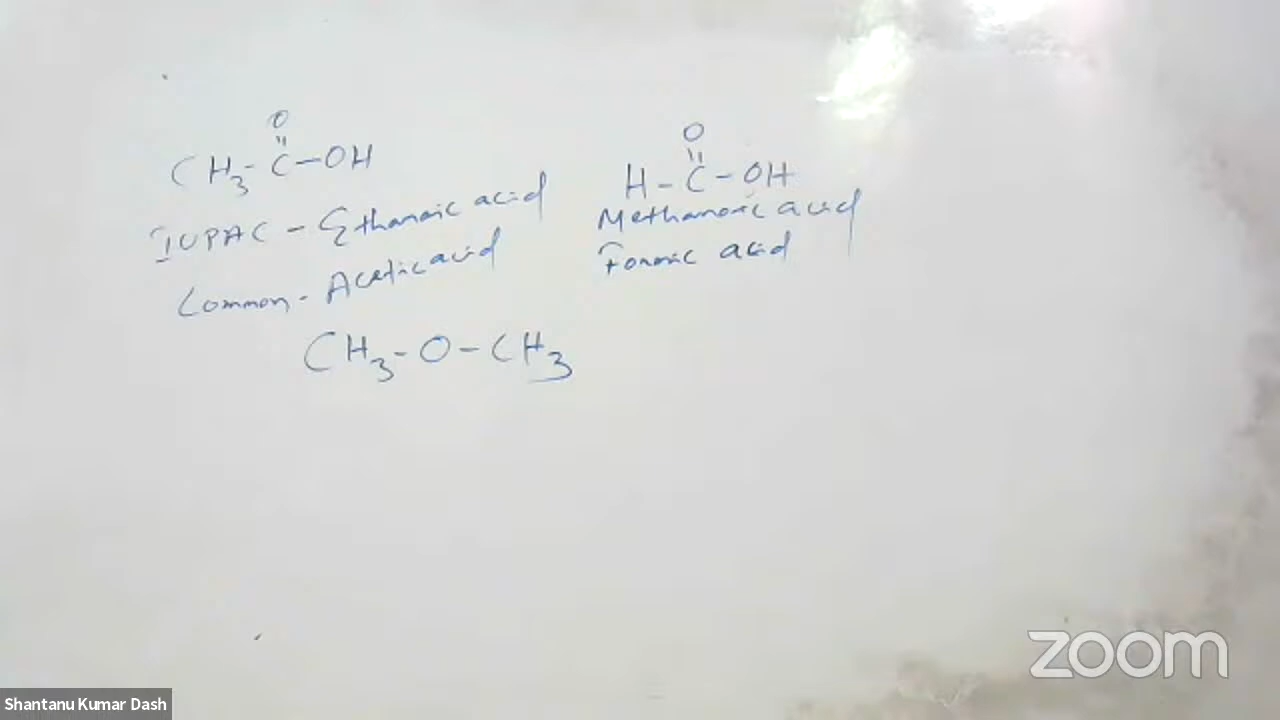 O
"
CH3-C-OH
IUPAC - Ethanoic acid
Common - Acetic acid
O
"
H-C-OH
Methanoic acid
Formic acid
CH3-O-CH3
zoom
Shantanu Kumar Dash